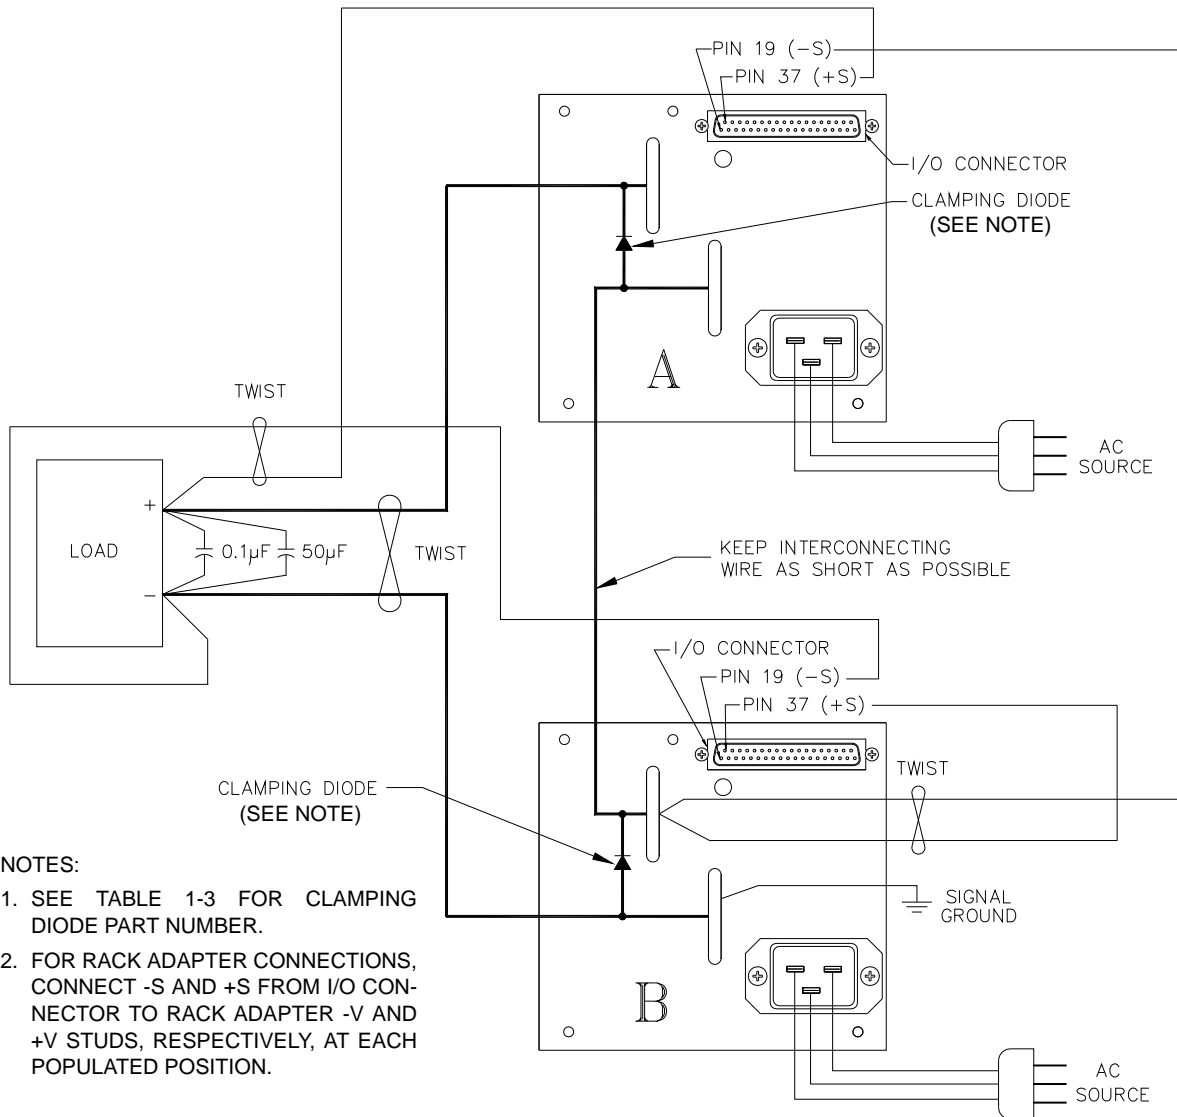 PIN 19 (−S)
PIN 37 (+S)
I/O CONNECTOR
CLAMPING DIODE
(SEE NOTE)
A
TWIST
AC
SOURCE
+
LOAD
0.1µF
50µF
TWIST
−
KEEP INTERCONNECTING
WIRE AS SHORT AS POSSIBLE
I/O CONNECTOR
PIN 19 (−S)
PIN 37 (+S)
TWIST
CLAMPING DIODE
(SEE NOTE)
SIGNAL
GROUND
B
AC
SOURCE
NOTES:
1. SEE TABLE 1-3 FOR CLAMPING
DIODE PART NUMBER.
2. FOR RACK ADAPTER CONNECTIONS,
CONNECT -S AND +S FROM I/O CON-
NECTOR TO RACK ADAPTER -V AND
+V STUDS, RESPECTIVELY, AT EACH
POPULATED POSITION.